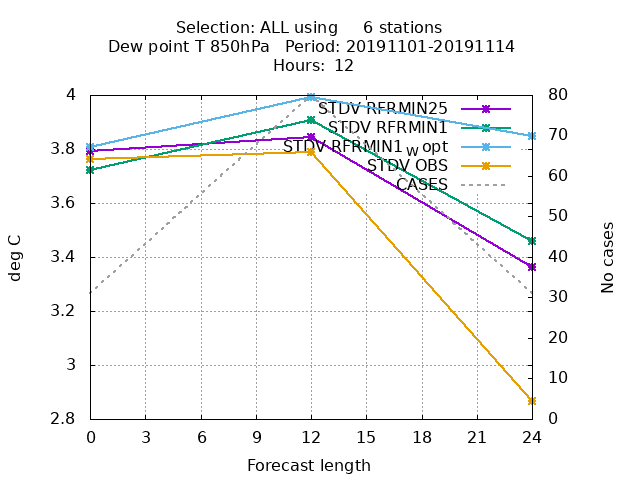 Selection: ALL using     6 stations
Dew point T 850hPa   Period: 20191101-20191114
Hours:  12
4
3.8
3.6
3.4
3.2
3
2.8
deg C
80
70
60
50
40
30
20
10
0
No cases
STDV RFRMIN25
STDV RFRMIN1
STDV RFRMIN1_W opt
STDV OBS
CASES
0 3 6 9 12 15 18 21 24
Forecast length